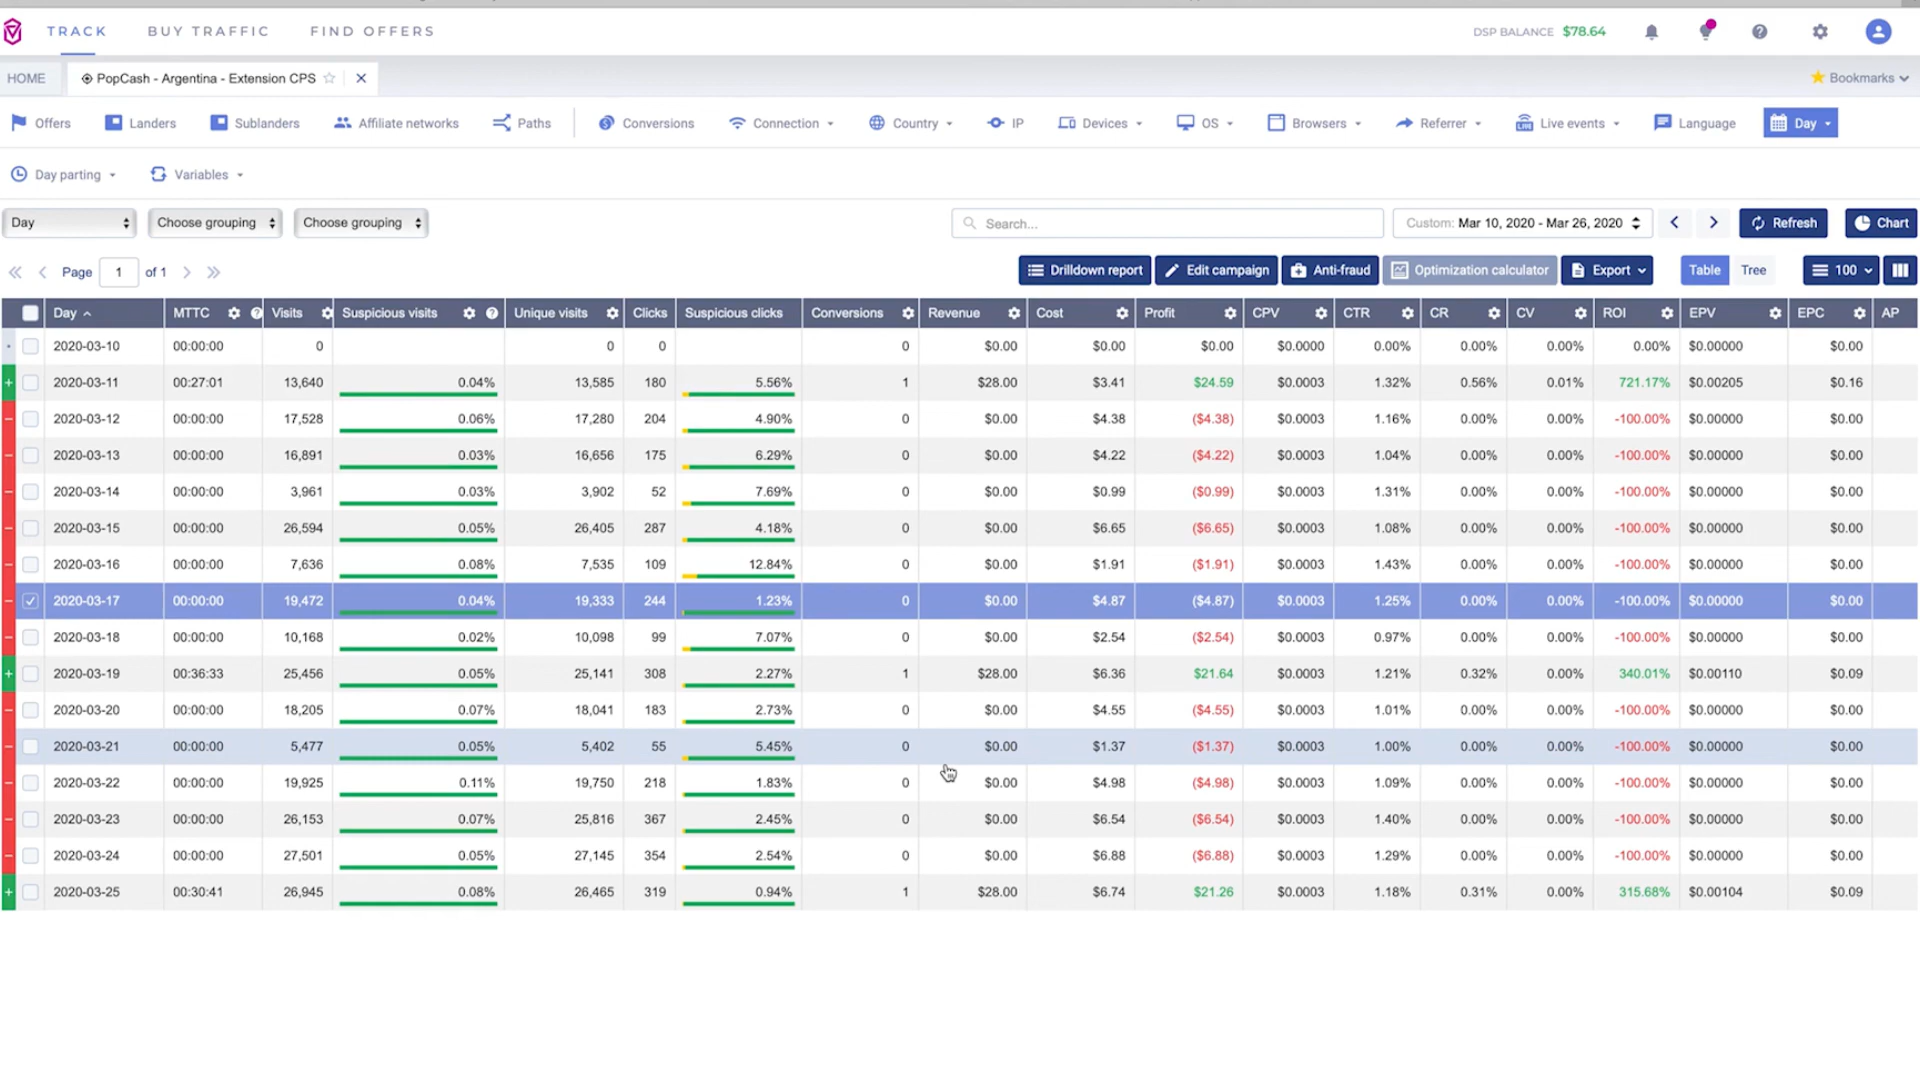 TRACK BUY TRAFFIC FIND OFFERS DSP BALANCE $78.64
HOME PopCash - Argentina - Extension CPS Bookmarks
Offers Landers Sublanders Affiliate networks Paths Conversions Connection Country IP Devices OS Browsers Referrer Live events Language Day
Day parting Variables
Day Choose grouping Choose grouping Search... Custom: Mar 10, 2020 - Mar 26, 2020 Refresh Chart
Page 1 of 1 Drilldown report Edit campaign Anti-fraud Optimization calculator Export Table Tree 100
Day MTTC Visits Suspicious visits Unique visits Clicks Suspicious clicks Conversions Revenue Cost Profit CPV CTR CR CV ROI EPV EPC AP
2020-03-10 00:00:00 0 0 0 0 $0.00 $0.00 $0.00 $0.0000 0.00% 0.00% 0.00% 0.00% $0.00000 $0.00
2020-03-11 00:27:01 13,640 0.04% 13,585 180 5.56% 1 $28.00 $3.41 $24.59 $0.0003 1.32% 0.56% 0.01% 721.17% $0.00205 $0.16
2020-03-12 00:00:00 17,528 0.06% 17,280 204 4.90% 0 $0.00 $4.38 ($4.38) $0.0003 1.16% 0.00% 0.00% -100.00% $0.00000 $0.00
2020-03-13 00:00:00 16,891 0.03% 16,656 175 6.29% 0 $0.00 $4.22 ($4.22) $0.0003 1.04% 0.00% 0.00% -100.00% $0.00000 $0.00
2020-03-14 00:00:00 3,961 0.03% 3,902 52 7.69% 0 $0.00 $0.99 ($0.99) $0.0003 1.31% 0.00% 0.00% -100.00% $0.00000 $0.00
2020-03-15 00:00:00 26,594 0.05% 26,405 287 4.18% 0 $0.00 $6.65 ($6.65) $0.0003 1.08% 0.00% 0.00% -100.00% $0.00000 $0.00
2020-03-16 00:00:00 7,636 0.08% 7,535 109 12.84% 0 $0.00 $1.91 ($1.91) $0.0003 1.43% 0.00% 0.00% -100.00% $0.00000 $0.00
2020-03-17 00:00:00 19,472 0.04% 19,333 244 1.23% 0 $0.00 $4.87 ($4.87) $0.0003 1.25% 0.00% 0.00% -100.00% $0.00000 $0.00
2020-03-18 00:00:00 10,168 0.02% 10,098 99 7.07% 0 $0.00 $2.54 ($2.54) $0.0003 0.97% 0.00% 0.00% -100.00% $0.00000 $0.00
2020-03-19 00:36:33 25,456 0.05% 25,141 308 2.27% 1 $28.00 $6.36 $21.64 $0.0003 1.21% 0.32% 0.00% 340.01% $0.00110 $0.09
2020-03-20 00:00:00 18,205 0.07% 18,041 183 2.73% 0 $0.00 $4.55 ($4.55) $0.0003 1.01% 0.00% 0.00% -100.00% $0.00000 $0.00
2020-03-21 00:00:00 5,477 0.05% 5,402 55 5.45% 0 $0.00 $1.37 ($1.37) $0.0003 1.00% 0.00% 0.00% -100.00% $0.00000 $0.00
2020-03-22 00:00:00 19,925 0.11% 19,750 218 1.83% 0 $0.00 $4.98 ($4.98) $0.0003 1.09% 0.00% 0.00% -100.00% $0.00000 $0.00
2020-03-23 00:00:00 26,153 0.07% 25,816 367 2.45% 0 $0.00 $6.54 ($6.54) $0.0003 1.40% 0.00% 0.00% -100.00% $0.00000 $0.00
2020-03-24 00:00:00 27,501 0.05% 27,145 354 2.54% 0 $0.00 $6.88 ($6.88) $0.0003 1.29% 0.00% 0.00% -100.00% $0.00000 $0.00
2020-03-25 00:30:41 26,945 0.08% 26,465 319 0.94% 1 $28.00 $6.74 $21.26 $0.0003 1.18% 0.31% 0.00% 315.68% $0.00104 $0.09